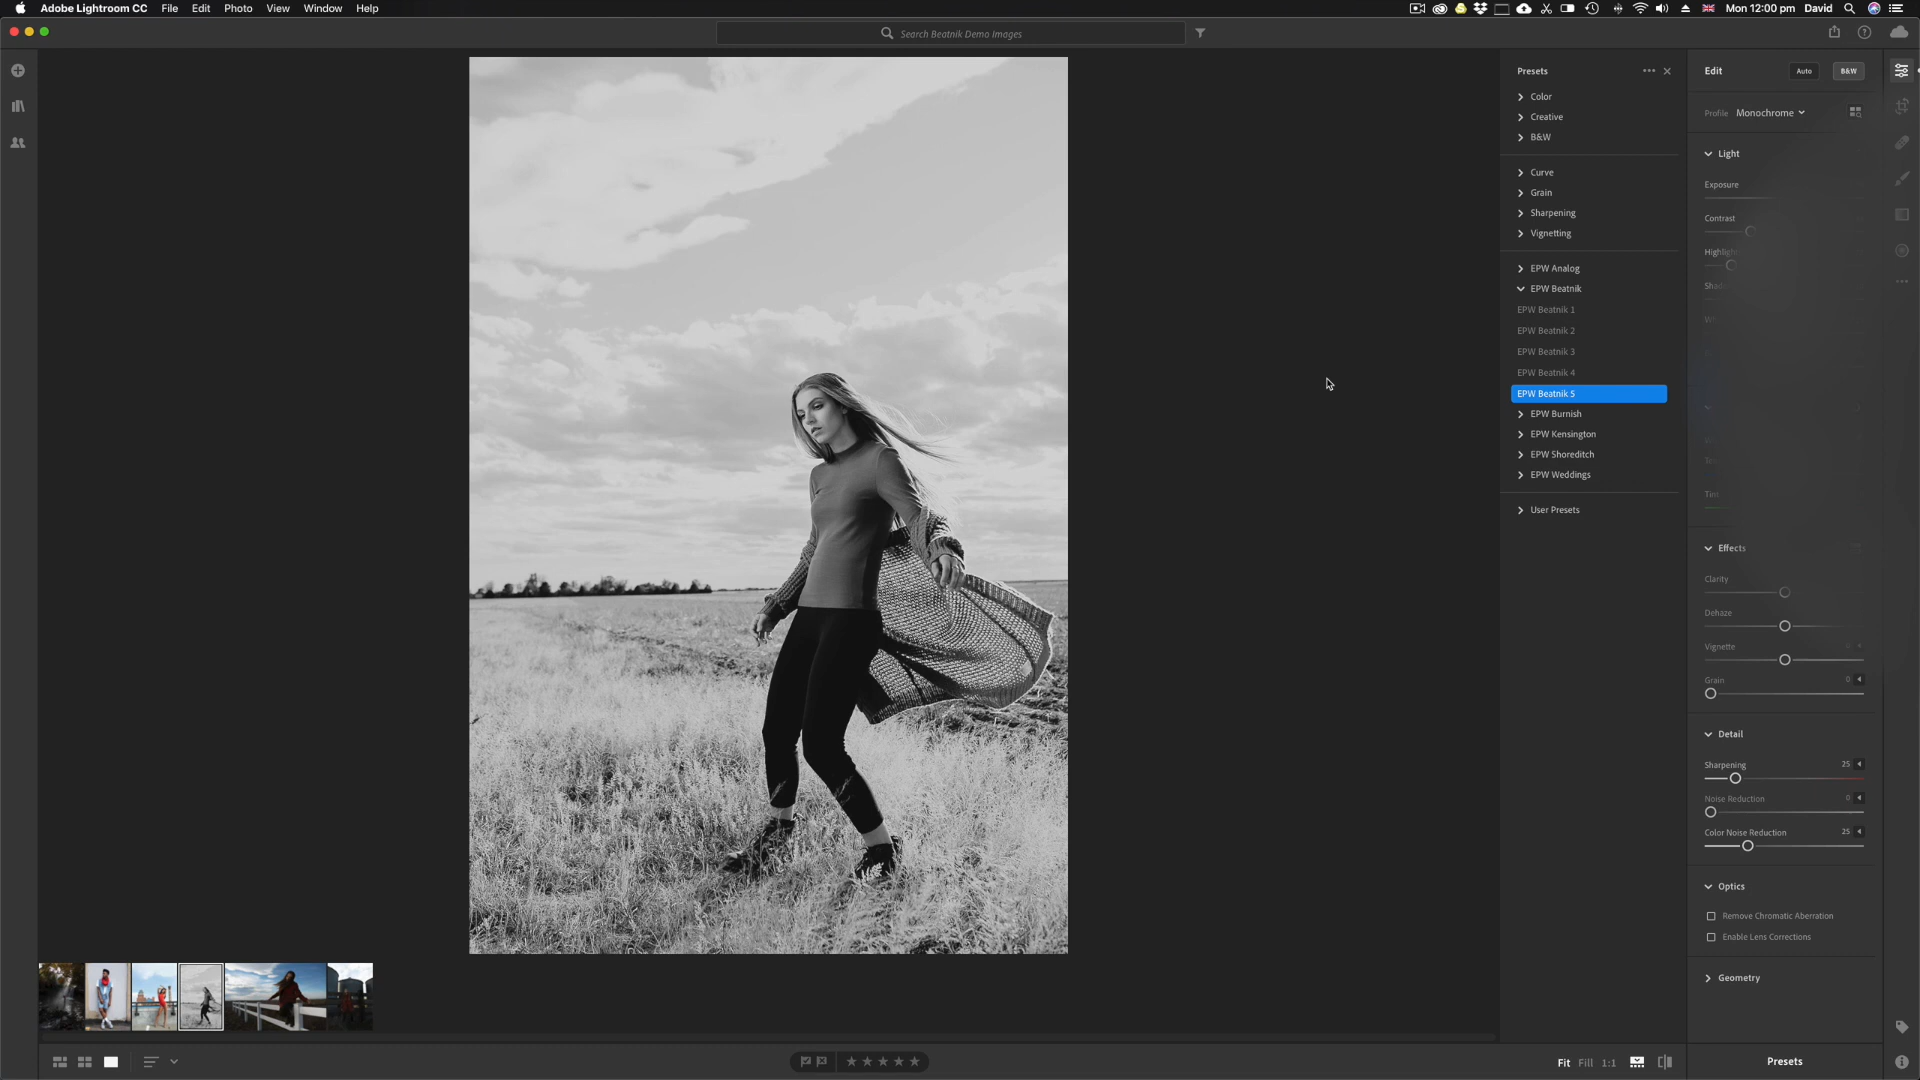 Adobe Lightroom CC File Edit Photo View Window Help
Mon 12:00 pm David
Search Beatnik Demo Images
Presets
Color
Creative
B&W
Curve
Grain
Sharpening
Vignetting
EPW Analog
EPW Beatnik
EPW Beatnik 1
EPW Beatnik 2
EPW Beatnik 3
EPW Beatnik 4
EPW Beatnik 5
EPW Burnish
EPW Kensington
EPW Shoreditch
EPW Weddings
User Presets
Edit Auto B&W
Profile Monochrome
Light
Exposure
Contrast
Effects
Clarity
Dehaze
Vignette
Grain 0
Detail
Sharpening 25
Noise Reduction 0
Color Noise Reduction 25
Optics
Remove Chromatic Aberration
Enable Lens Corrections
Geometry
Fit Fill 1:1
Presets